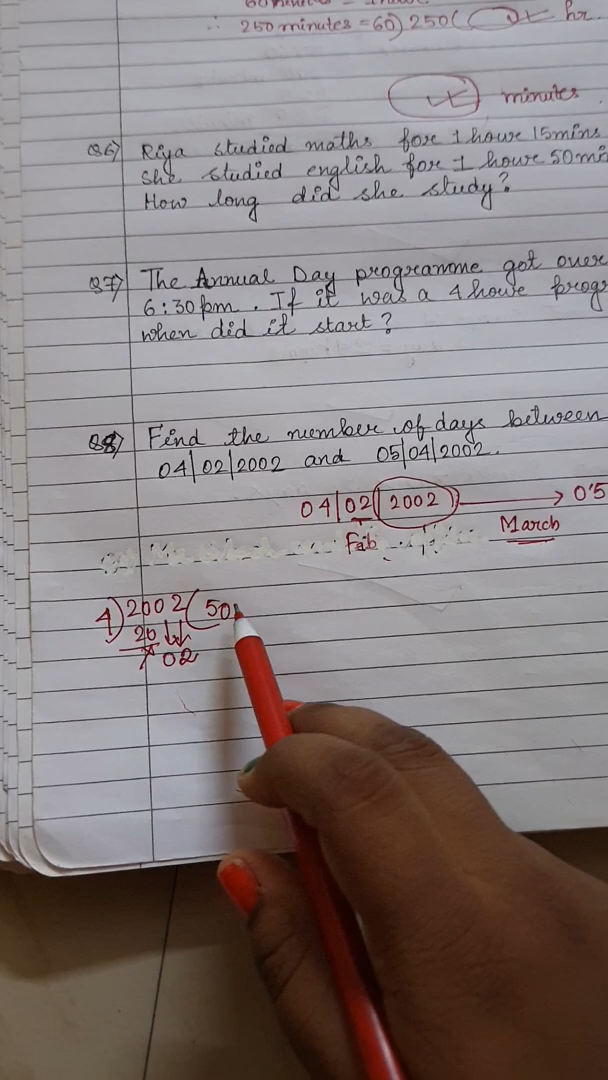 250 minutes = 60) 250( hr
minutes
Q6) Riya studied maths for 1 hour 15mins
She studied english for 1 hour 50min
How long did she study?
Q7) The Annual Day programme got over
6:30pm. If it was a 4 hour progr
when did it start?
Q8) Find the number of days between
04|02|2002 and 05|04|2002.
04|02|2002 → 05
Feb March
4)2002(50
20
02